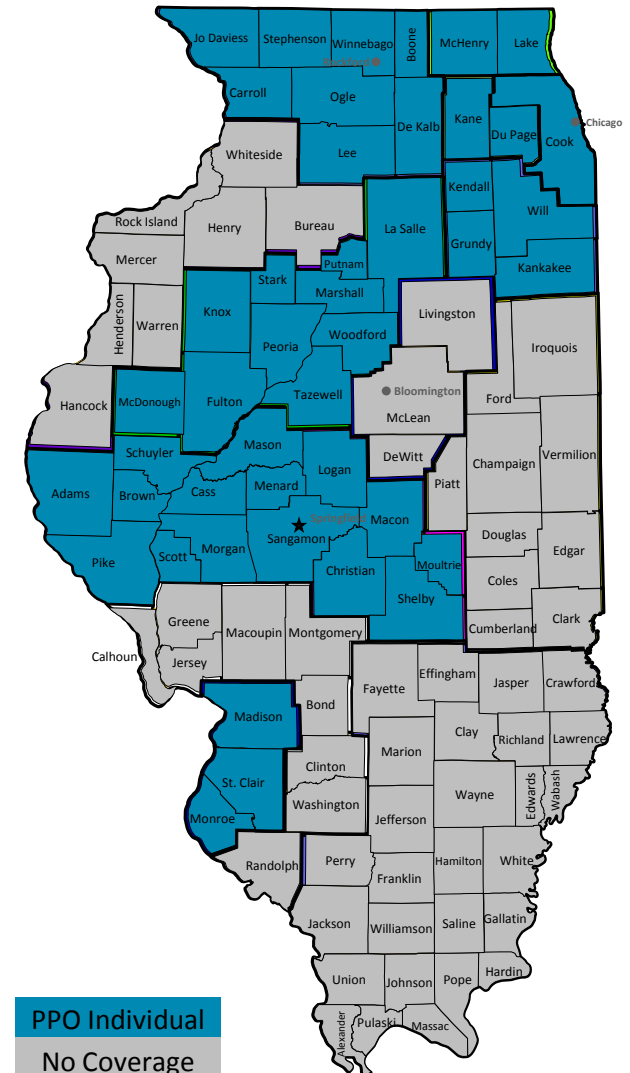 Jo Daviess
Stephenson
Winnebago
Boone
McHenry
Lake
Rockford
Chicago
Carroll
Ogle
De Kalb
Kane
Du Page
Cook
Lee
Whiteside
Kendall
Will
Rock Island
Henry
Bureau
La Salle
Grundy
Mercer
Putnam
Kankakee
Stark
Marshall
Henderson
Warren
Knox
Peoria
Woodford
Livingston
Iroquois
Hancock
McDonough
Fulton
Tazewell
Bloomington
McLean
Ford
Mason
Schuyler
Logan
DeWitt
Champaign
Vermilion
Adams
Brown
Cass
Menard
Piatt
Springfield
Macon
Sangamon
Douglas
Edgar
Pike
Scott
Morgan
Christian
Moultrie
Coles
Shelby
Greene
Macoupin
Montgomery
Cumberland
Clark
Calhoun
Jersey
Fayette
Effingham
Jasper
Crawford
Madison
Bond
Clay
Richland
Lawrence
Marion
Clinton
St. Clair
Wayne
Edwards
Wabash
Washington
Monroe
Jefferson
Randolph
Perry
Hamilton
White
Franklin
Jackson
Williamson
Saline
Gallatin
Union
Johnson
Pope
Hardin
Alexander
Pulaski
Massac
PPO Individual
No Coverage